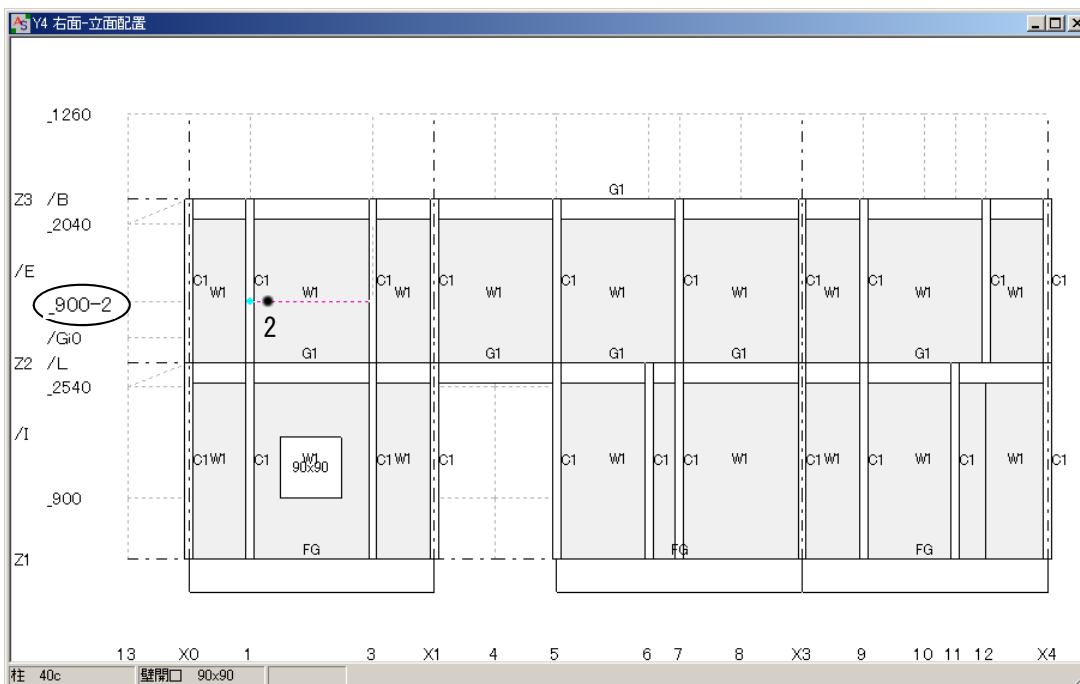 Y4 右面-立面配置
_1260
G1
Z3 /B
_2040
/E
C1 W1 C1 W1 C1 W1 C1 W1 C1 W1 C1 W1 C1 W1 C1 W1 C1 W1 C1
_900-2
2
/Gi0
G1 G1 G1 G1 G1
Z2 /L
_2540
/I
C1 W1 C1 W1 C1 W1 C1 C1 W1 C1 C1 W1 C1 W1 C1 W1 C1 W1 C1
90x90
_900
FG FG FG
Z1
13 X0 1 3 X1 4 5 6 7 8 X3 9 10 11 12 X4
柱 40c 壁開口 90x90